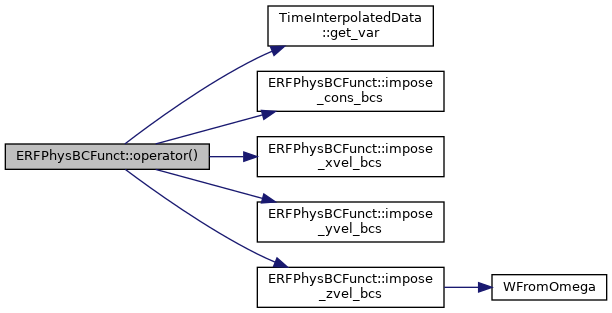 TimeInterpolatedData
::get_var
ERFPhysBCFunct::impose
_cons_bcs
ERFPhysBCFunct::operator()
ERFPhysBCFunct::impose
_xvel_bcs
ERFPhysBCFunct::impose
_yvel_bcs
ERFPhysBCFunct::impose
_zvel_bcs
WFromOmega